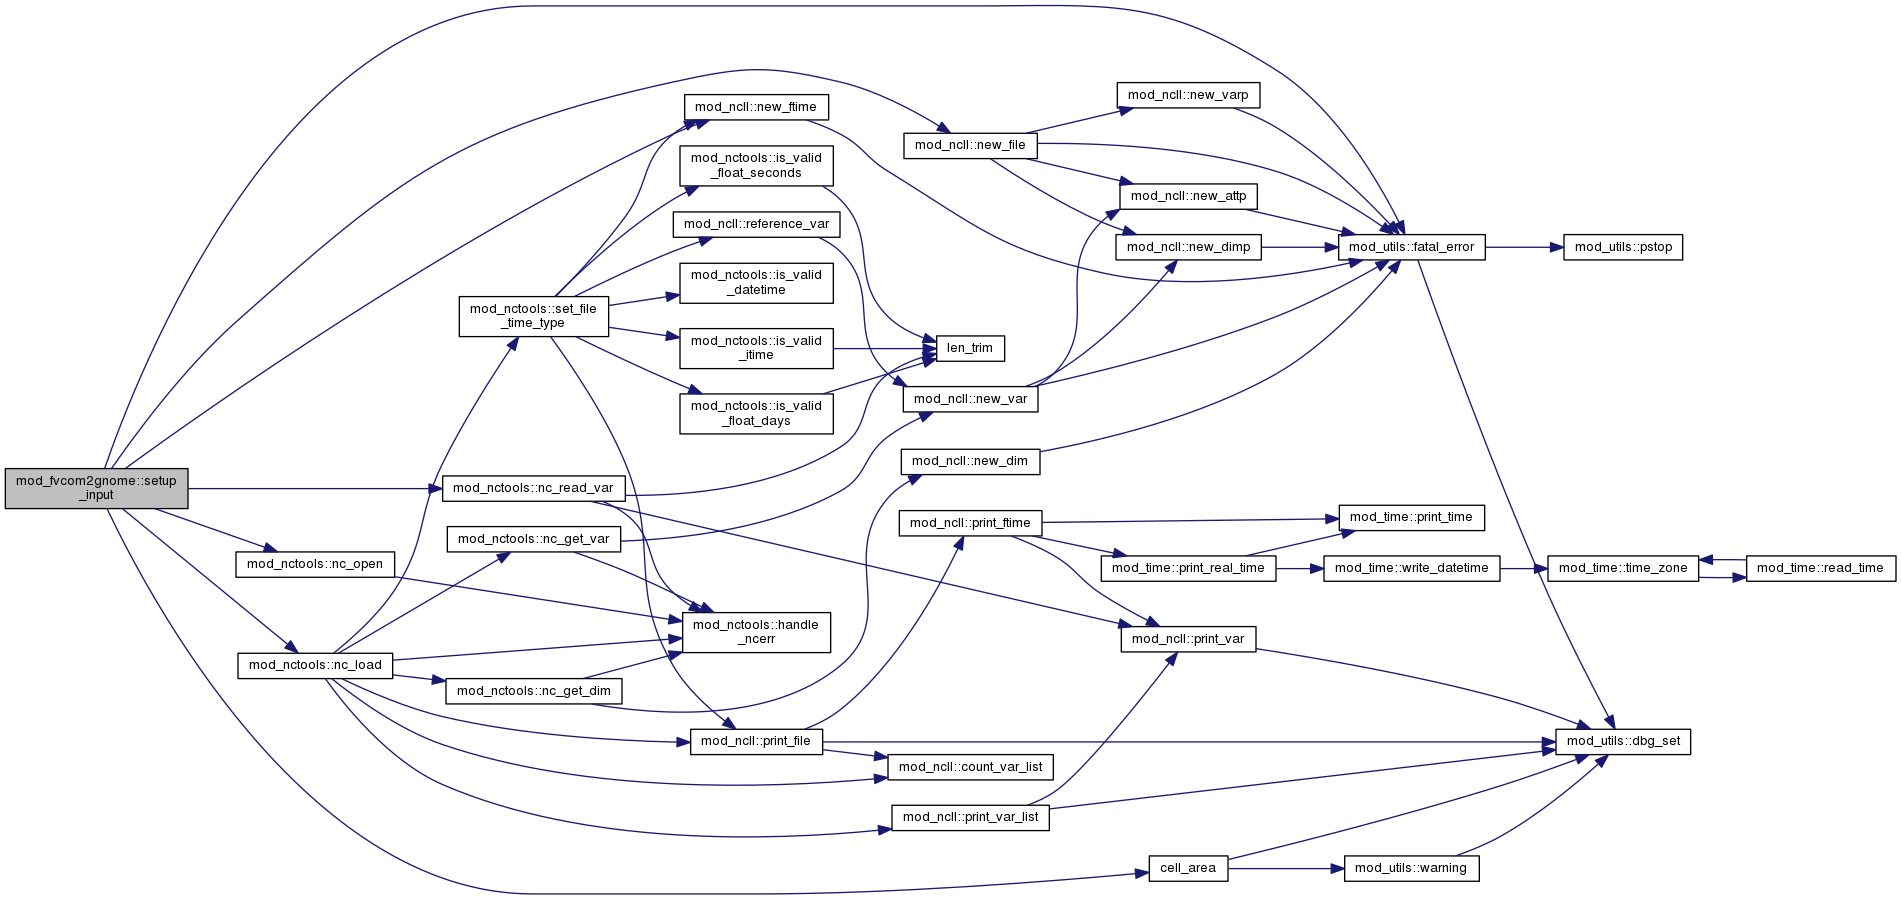 mod_fvcom2gnome::setup
_input
mod_ncll::new_ftime
mod_nctools::is_valid
_float_seconds
mod_ncll::reference_var
mod_nctools::is_valid
_datetime
mod_nctools::set_file
_time_type
mod_nctools::is_valid
_itime
mod_nctools::is_valid
_float_days
mod_nctools::nc_read_var
mod_nctools::nc_get_var
mod_nctools::nc_open
mod_nctools::handle
_ncerr
mod_nctools::nc_load
mod_nctools::nc_get_dim
mod_ncll::print_file
mod_ncll::count_var_list
mod_ncll::print_var_list
cell_area
mod_utils::warning
mod_ncll::new_varp
mod_ncll::new_file
mod_ncll::new_attp
mod_ncll::new_dimp
mod_utils::fatal_error
mod_utils::pstop
len_trim
mod_ncll::new_var
mod_ncll::new_dim
mod_ncll::print_ftime
mod_time::print_time
mod_time::print_real_time
mod_time::write_datetime
mod_time::time_zone
mod_time::read_time
mod_ncll::print_var
mod_utils::dbg_set